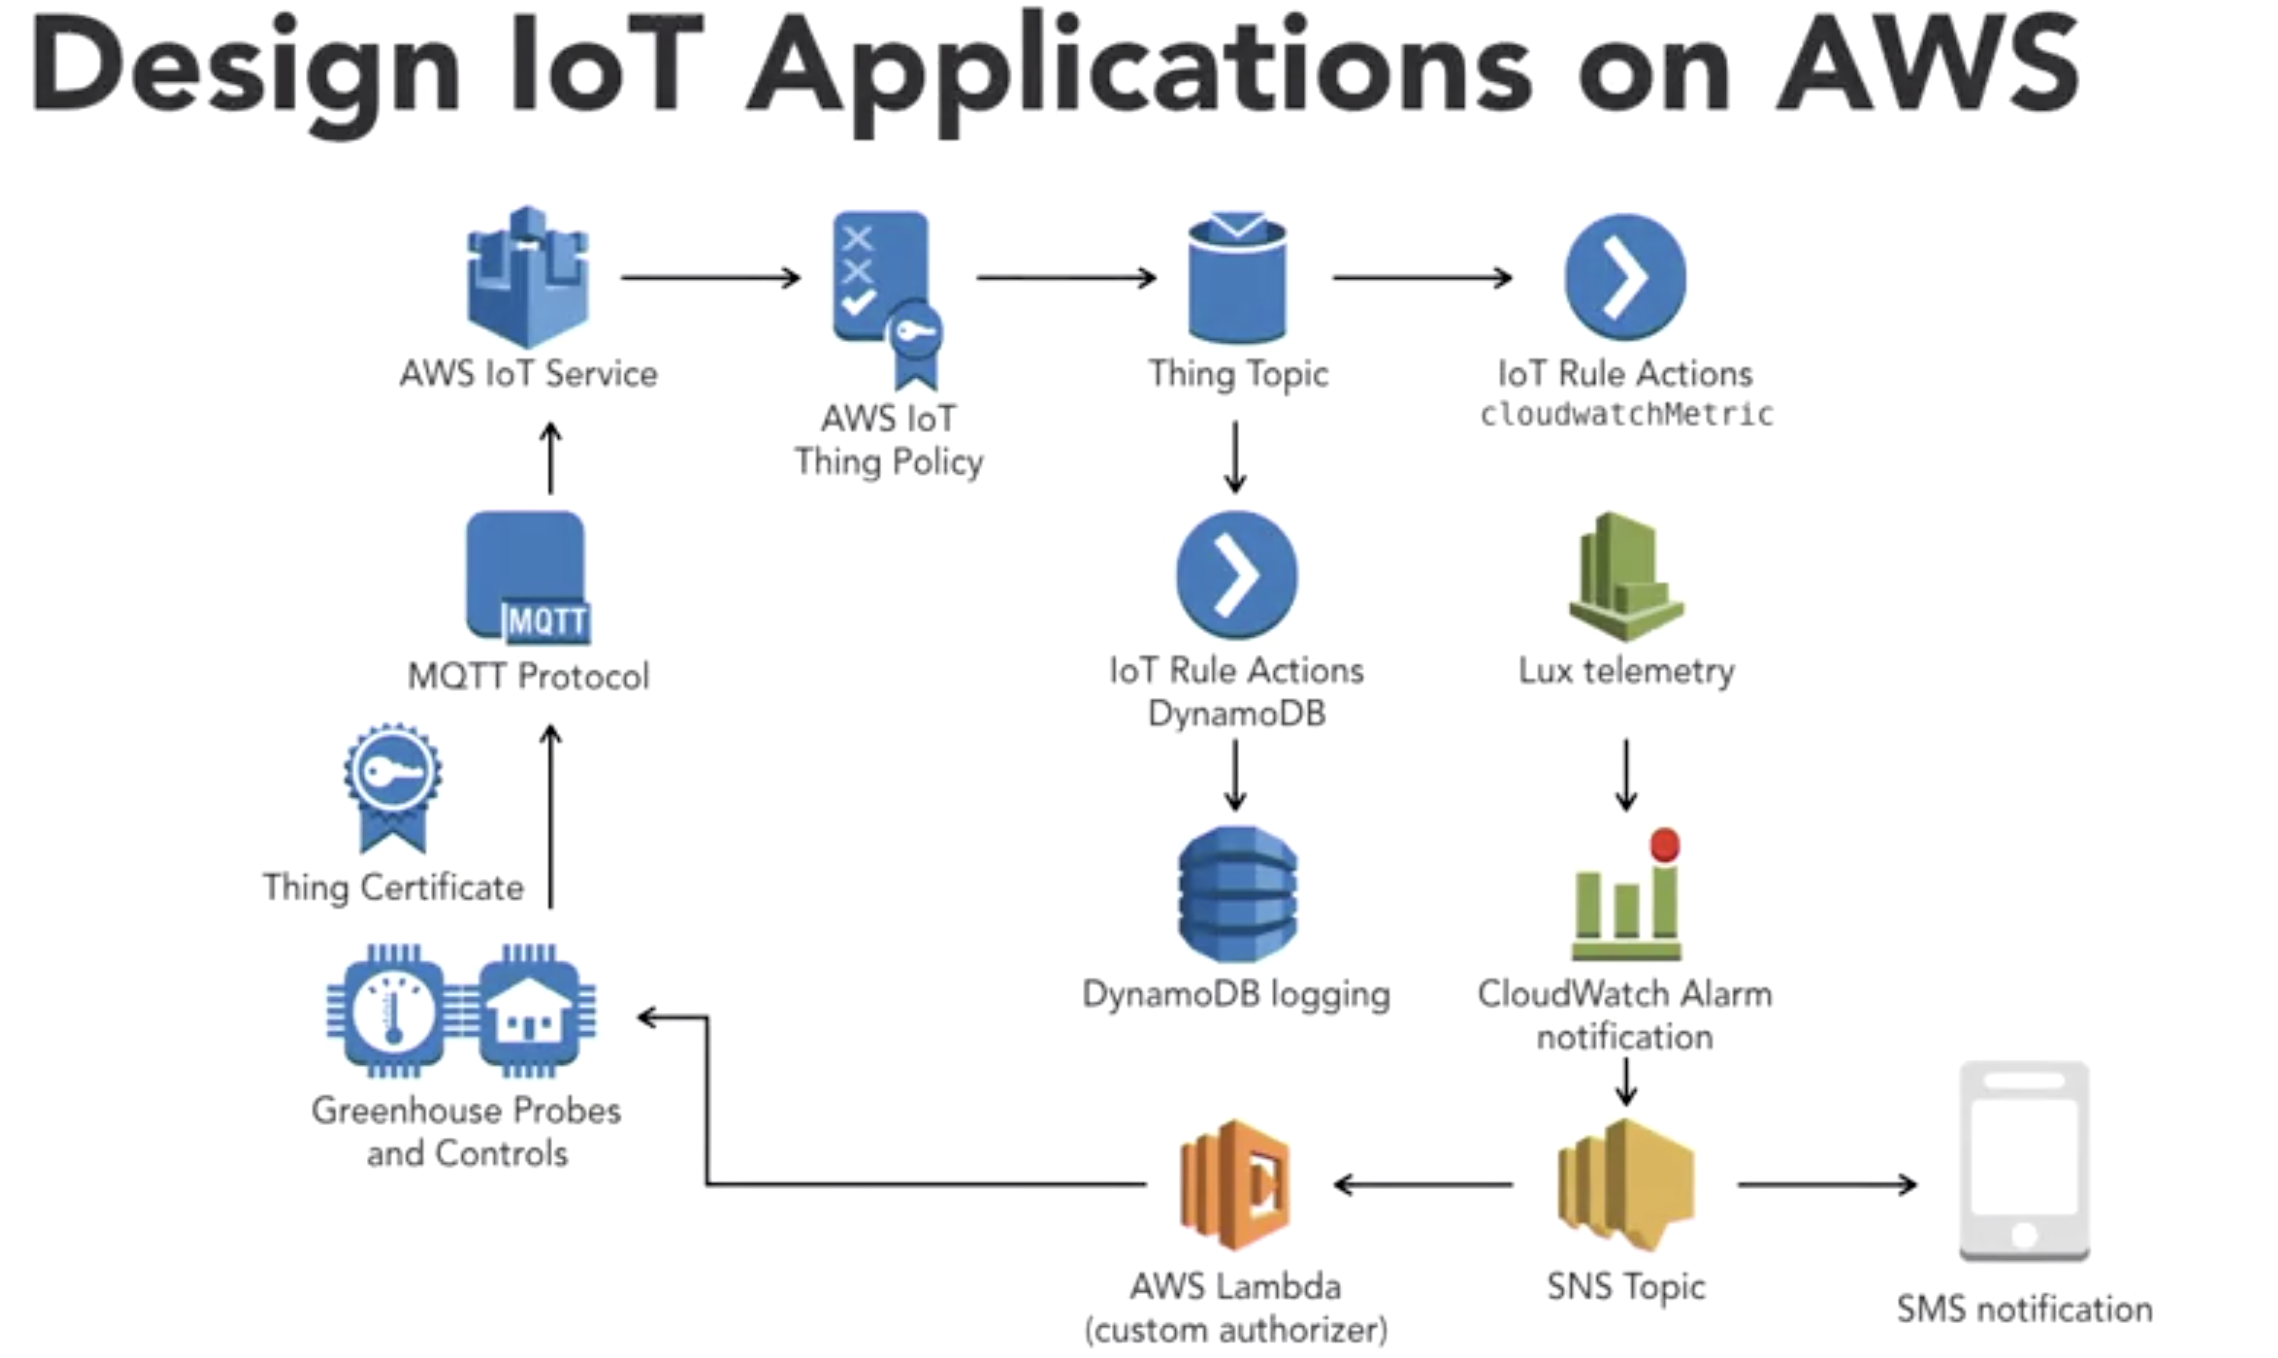 Design IoT Applications on AWS
AWS IoT Service
AWS IoT
Thing Policy
Thing Topic
IoT Rule Actions
cloudwatchMetric
MQTT
MQTT Protocol
IoT Rule Actions
DynamoDB
Lux telemetry
Thing Certificate
DynamoDB logging
CloudWatch Alarm
notification
Greenhouse Probes
and Controls
AWS Lambda
(custom authorizer)
SNS Topic
SMS notification